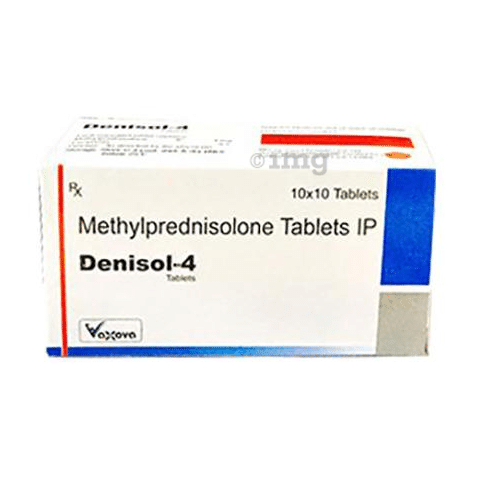 Denisol-4
©1mg
Rx
10x10 Tablets
Methylprednisolone Tablets IP
Denisol-4
Tablets
Vaxova